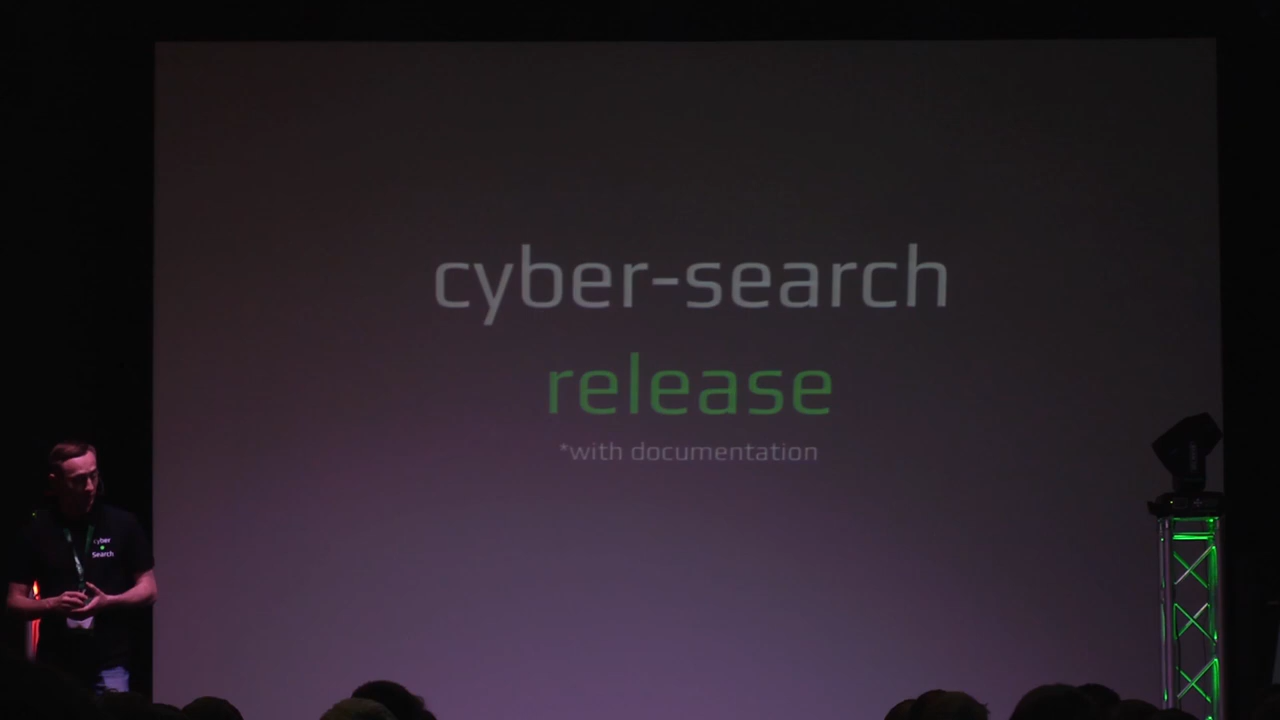 cyber-search
release
*with documentation
cyber
Search